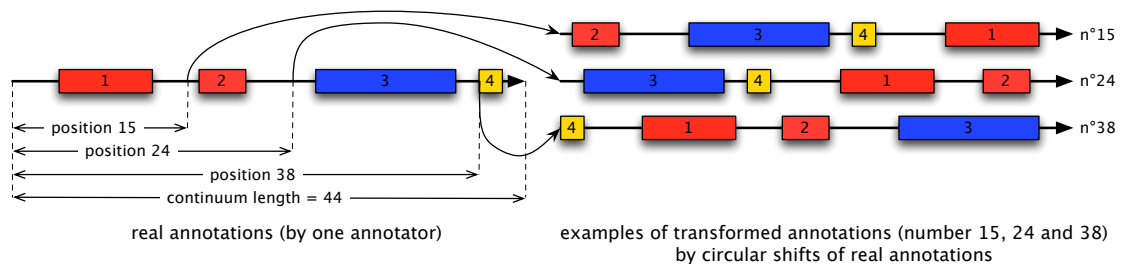 2 3 4 1 n°15
1 2 3 4
3 4 1 2 n°24
position 15
4 1 2 3 n°38
position 24
position 38
continuum length = 44
real annotations (by one annotator)
examples of transformed annotations (number 15, 24 and 38)
by circular shifts of real annotations